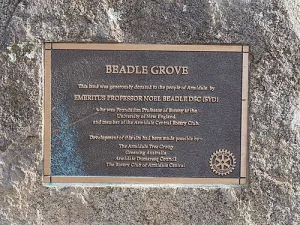 BEADLE GROVE
This land was generously donated to the people of Armidale by
EMERITUS PROFESSOR NOEL BEADLE DSC (SYD)
who was Foundation Professor of Botany at the
University of New England
and member of the Armidale Central Rotary Club.
Development of this site had been made possible by:
The Armidale Tree Group
Greening Australia
Armidale Dumaresq Council
The Rotary Club of Armidale Central